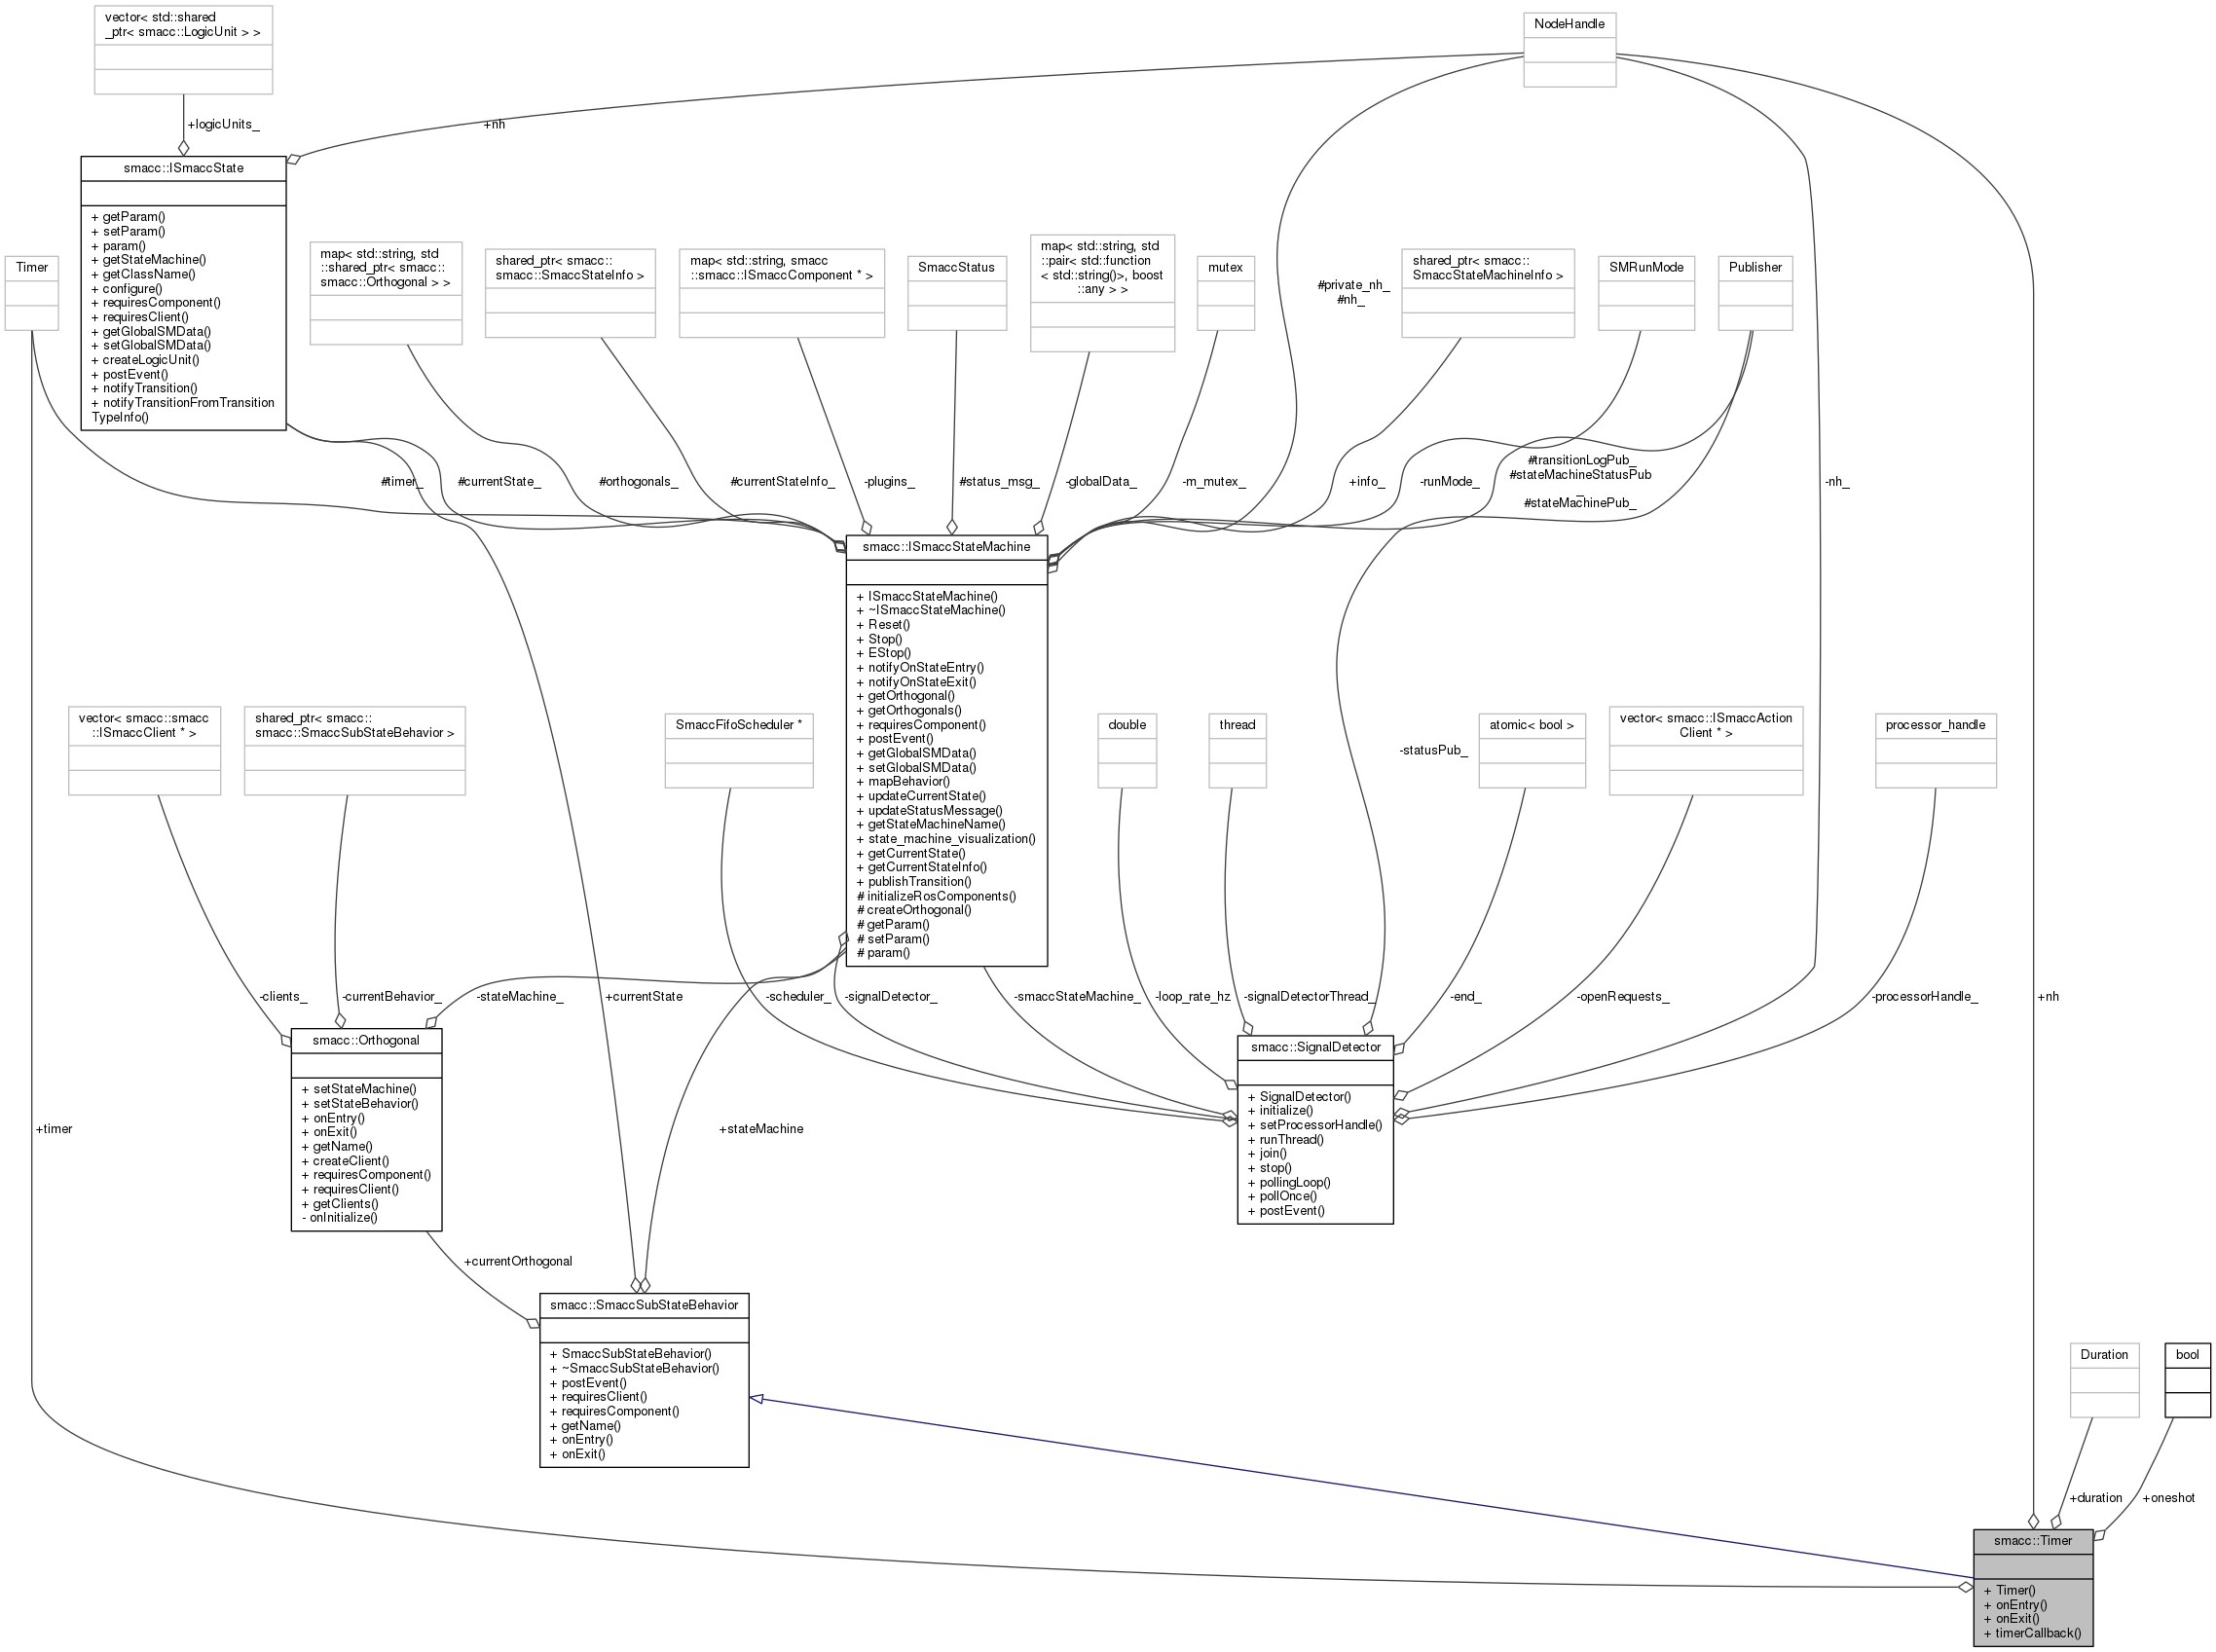 vector< std::shared
_ptr< smacc::LogicUnit > >
NodeHandle
+logicUnits_
+nh
smacc::ISmaccState
+ getParam()
+ setParam()
+ param()
+ getStateMachine()
+ getClassName()
+ configure()
+ requiresComponent()
+ requiresClient()
+ getGlobalSMData()
+ setGlobalSMData()
+ createLogicUnit()
+ postEvent()
+ notifyTransition()
+ notifyTransitionFromTransition
TypeInfo()
Timer
map< std::string, std
::shared_ptr< smacc::
smacc::Orthogonal > >
shared_ptr< smacc::
smacc::SmaccStateInfo >
map< std::string, smacc
::smacc::ISmaccComponent * >
SmaccStatus
map< std::string, std
::pair< std::function
< std::string()>, boost
::any > >
mutex
#private_nh_
#nh_
shared_ptr< smacc::
SmaccStateMachineInfo >
SMRunMode
Publisher
#timer_
#currentState_
#orthogonals_
#currentStateInfo_
-plugins_
#status_msg_
-globalData_
-m_mutex_
+info_
-runMode_
#transitionLogPub_
#stateMachineStatusPub
_
#stateMachinePub_
-nh_
smacc::ISmaccStateMachine
+ ISmaccStateMachine()
+ ~ISmaccStateMachine()
+ Reset()
+ Stop()
+ EStop()
+ notifyOnStateEntry()
+ notifyOnStateExit()
+ getOrthogonal()
+ getOrthogonals()
+ requiresComponent()
+ postEvent()
+ getGlobalSMData()
+ setGlobalSMData()
+ mapBehavior()
+ updateCurrentState()
+ updateStatusMessage()
+ getStateMachineName()
+ state_machine_visualization()
+ getCurrentState()
+ getCurrentStateInfo()
+ publishTransition()
# initializeRosComponents()
# createOrthogonal()
# getParam()
# setParam()
# param()
vector< smacc::smacc
::ISmaccClient * >
shared_ptr< smacc::
smacc::SmaccSubStateBehavior >
SmaccFifoScheduler *
double
thread
-statusPub_
atomic< bool >
vector< smacc::ISmaccAction
Client * >
processor_handle
-clients_
-currentBehavior_
-stateMachine_
+currentState
-scheduler_
-signalDetector_
-smaccStateMachine_
-loop_rate_hz
-signalDetectorThread_
-end_
-openRequests_
-processorHandle_
+nh
smacc::Orthogonal
+ setStateMachine()
+ setStateBehavior()
+ onEntry()
+ onExit()
+ getName()
+ createClient()
+ requiresComponent()
+ requiresClient()
+ getClients()
- onInitialize()
smacc::SignalDetector
+ SignalDetector()
+ initialize()
+ setProcessorHandle()
+ runThread()
+ join()
+ stop()
+ pollingLoop()
+ pollOnce()
+ postEvent()
+timer
+stateMachine
+currentOrthogonal
smacc::SmaccSubStateBehavior
+ SmaccSubStateBehavior()
+ ~SmaccSubStateBehavior()
+ postEvent()
+ requiresClient()
+ requiresComponent()
+ getName()
+ onEntry()
+ onExit()
Duration
bool
+duration
+oneshot
smacc::Timer
+ Timer()
+ onEntry()
+ onExit()
+ timerCallback()